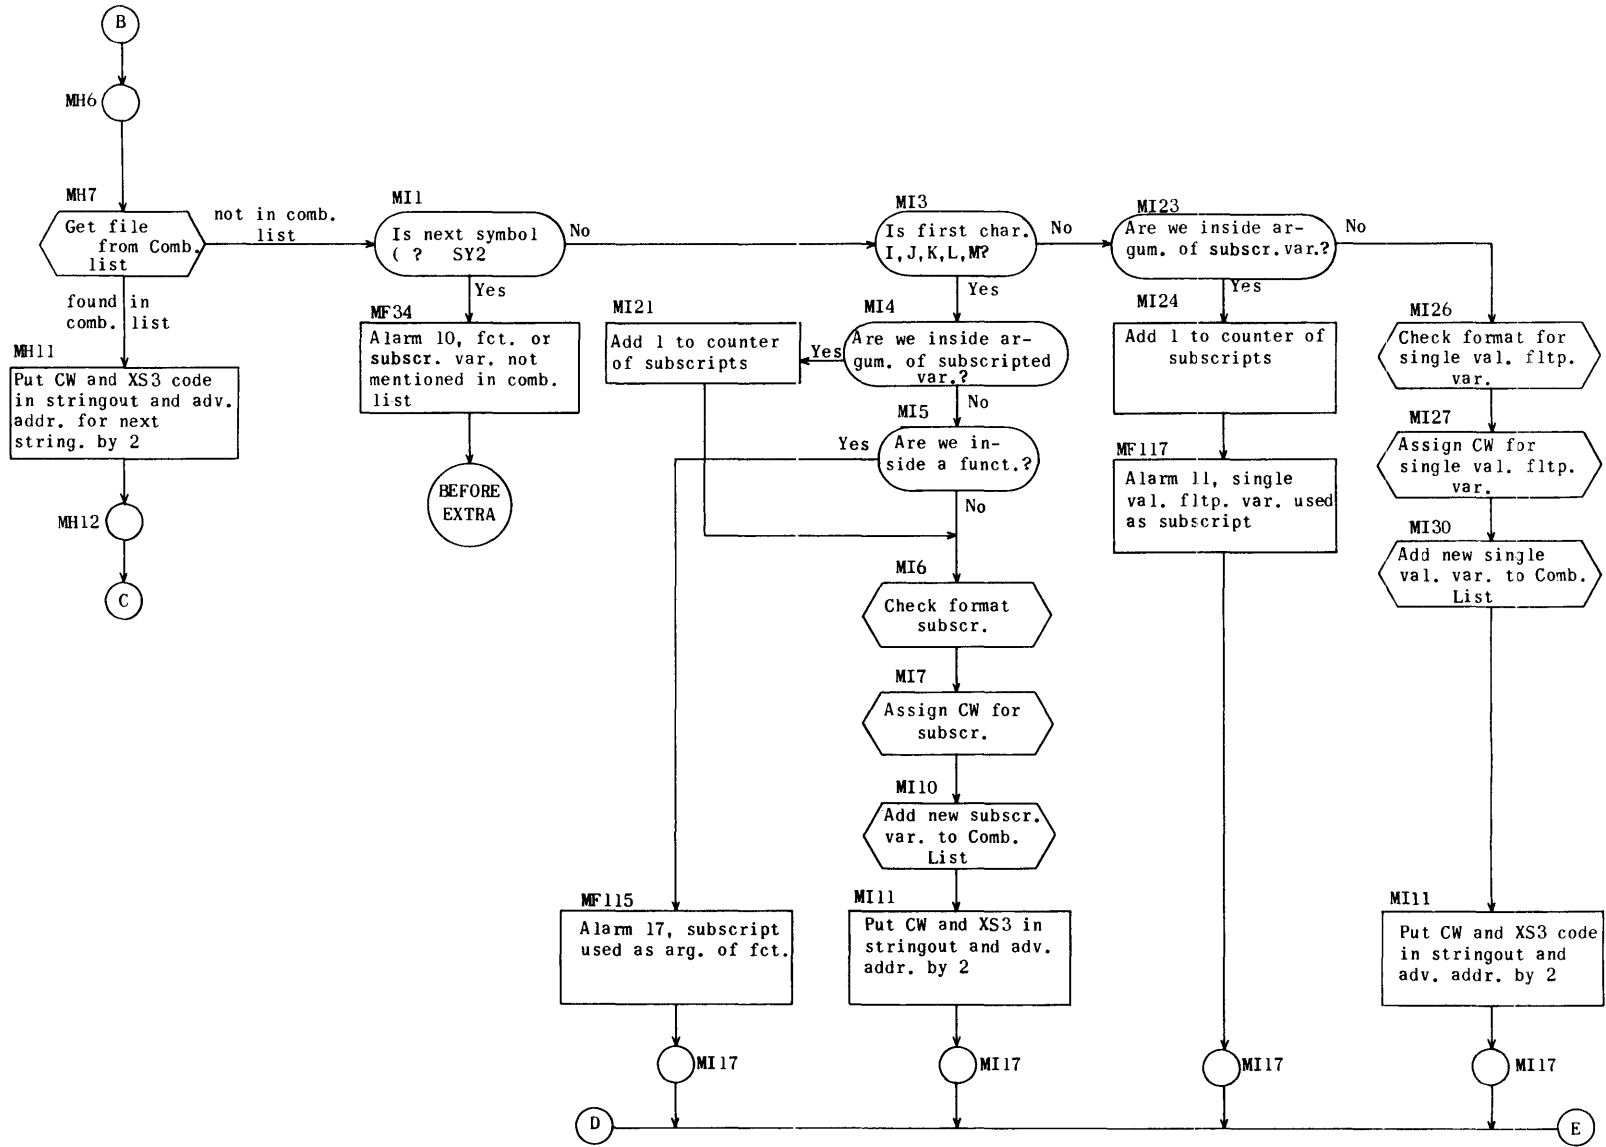 B
MH6
MH7
Get file
from Comb.
list
not in comb.
list
found in
comb. list
MH11
Put CW and XS3 code
in stringout and adv.
addr. for next
string. by 2
MH12
C
MI1
Is next symbol
( ?   SY2
No
Yes
MF34
Alarm 10, fct. or
subscr. var. not
mentioned in comb.
list
BEFORE
EXTRA
MI3
Is first char.
I,J,K,L,M?
No
Yes
MI4
Are we inside ar-
gum. of subscripted
var.?
Yes
No
MI21
Add 1 to counter
of subscripts
MI5
Are we in-
side a funct.?
Yes
No
MI6
Check format
subscr.
MI7
Assign CW for
subscr.
MI10
Add new subscr.
var. to Comb.
List
MI11
Put CW and XS3 in
stringout and adv.
addr. by 2
MI17
MF115
Alarm 17, subscript
used as arg. of fct.
MI17
MI23
Are we inside ar-
gum. of subscr.var.?
No
Yes
MI24
Add 1 to counter of
subscripts
MF117
Alarm 11, single
val. fltp. var. used
as subscript
MI17
MI26
Check format for
single val. fltp.
var.
MI27
Assign CW for
single val. fltp.
var.
MI30
Add new single
val. var. to Comb.
List
MI11
Put CW and XS3 code
in stringout and
adv. addr. by 2
MI17
D
E